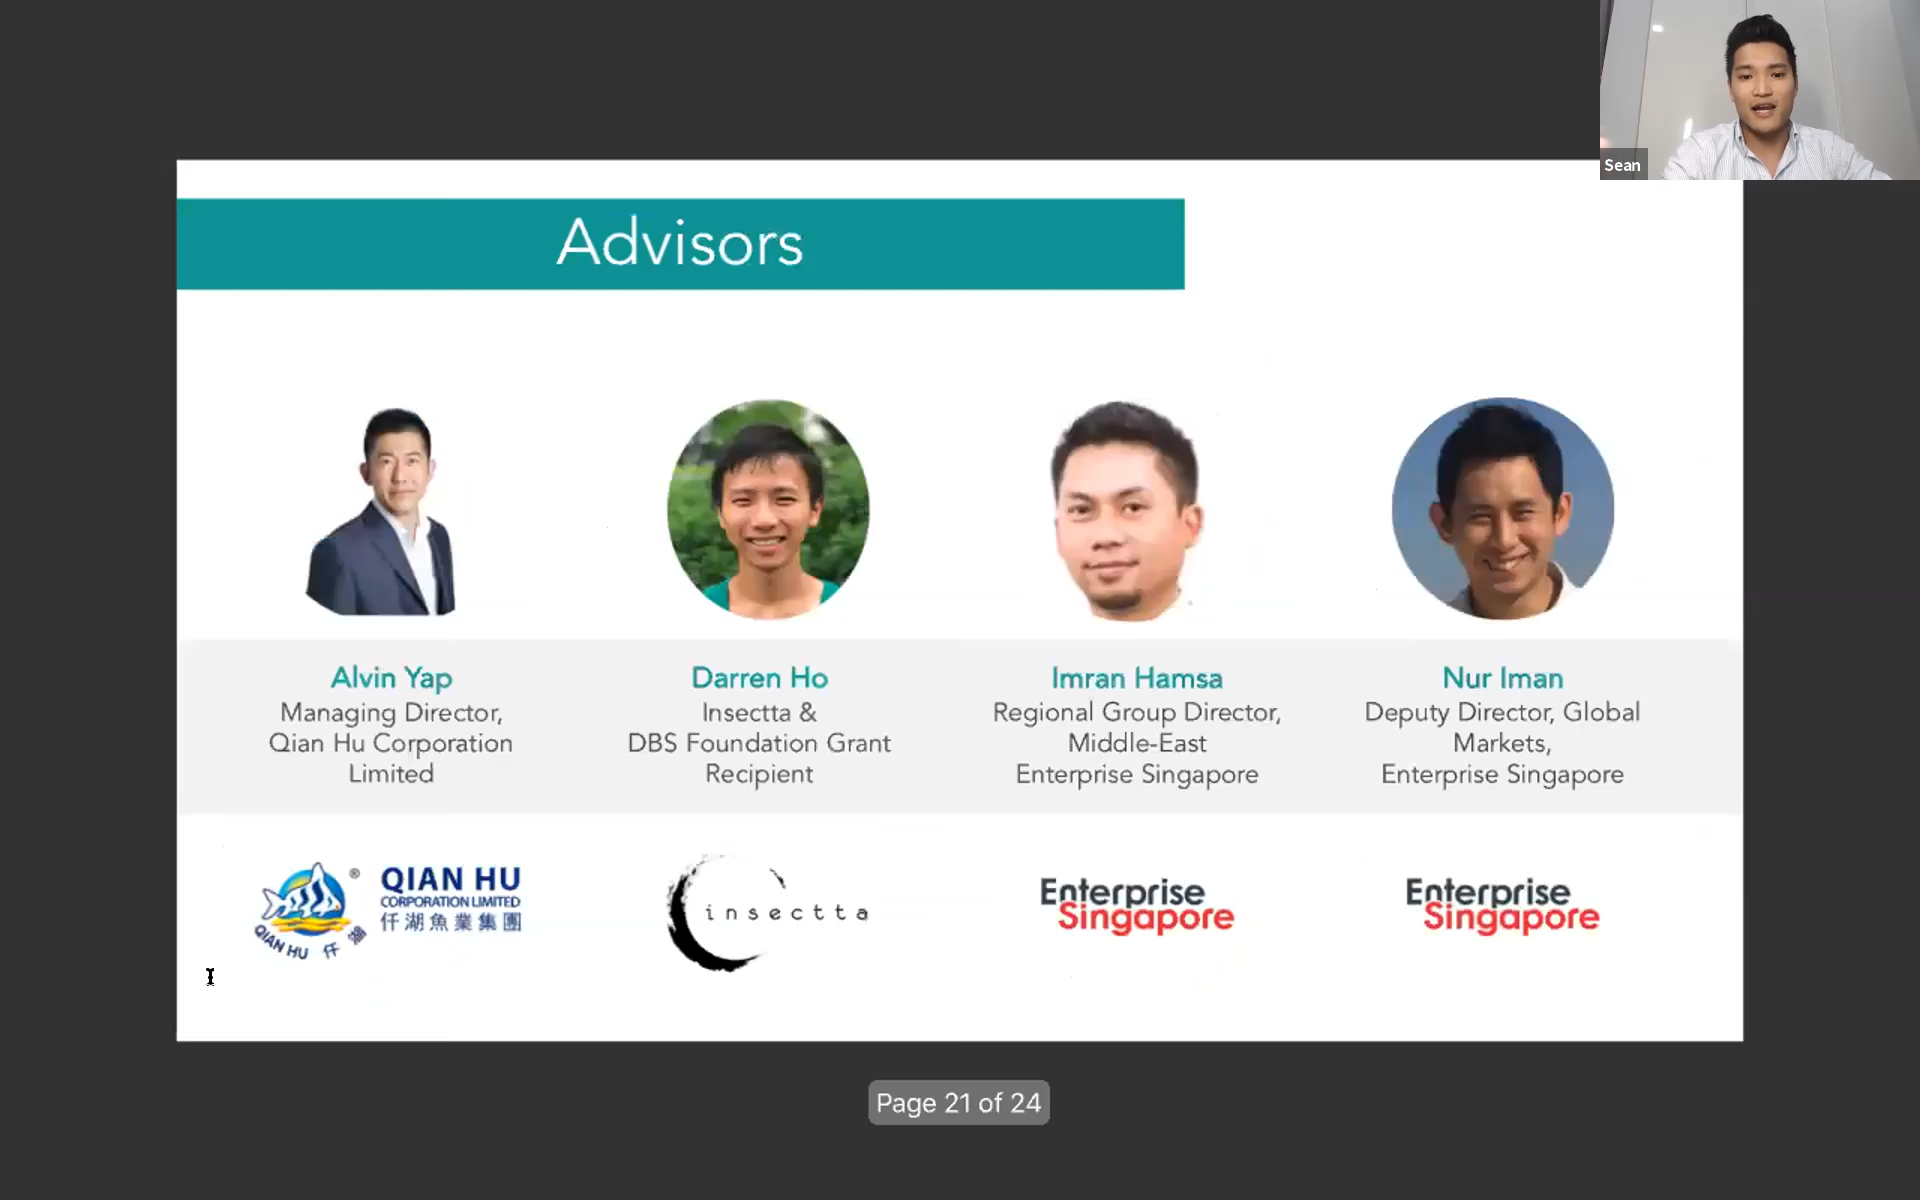 Sean
Advisors
Alvin Yap
Managing Director,
Qian Hu Corporation
Limited
Darren Ho
Insectta &
DBS Foundation Grant
Recipient
Imran Hamsa
Regional Group Director,
Middle-East
Enterprise Singapore
Nur Iman
Deputy Director, Global
Markets,
Enterprise Singapore
®
QIAN HU 仟 湖
QIAN HU
CORPORATION LIMITED
仟湖魚業集團
insectta
Enterprise
Singapore
Enterprise
Singapore
Page 21 of 24